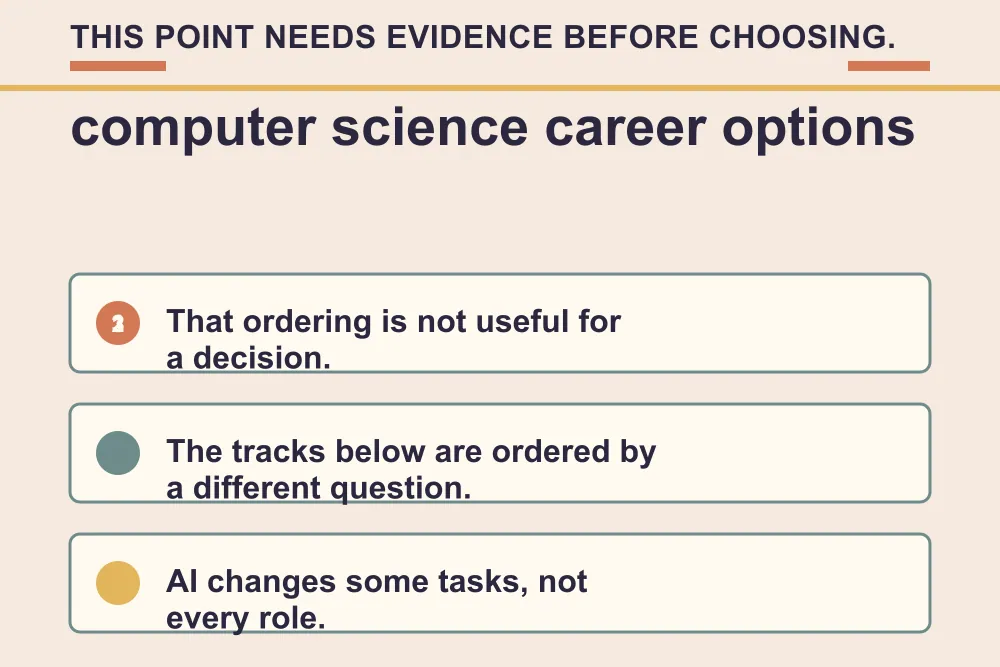 THIS POINT NEEDS EVIDENCE BEFORE CHOOSING.
computer science career options
That ordering is not useful for
a decision.
The tracks below are ordered by
a different question.
AI changes some tasks, not
every role.